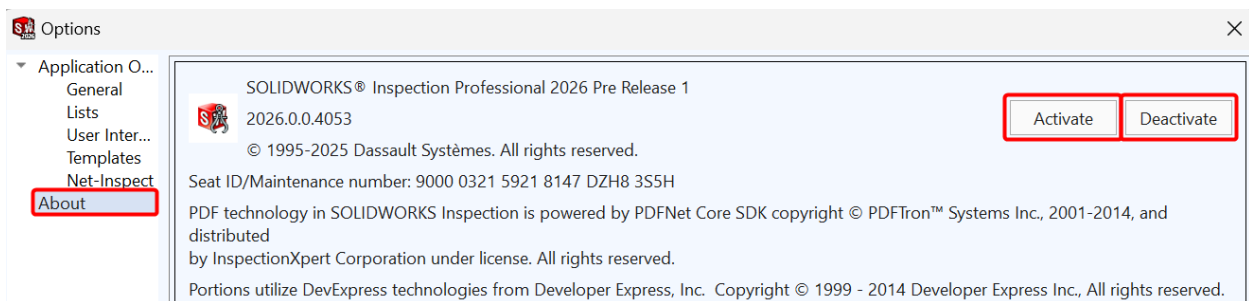 Options
Application O...
General
Lists
User Inter...
Templates
Net-Inspect
About
SOLIDWORKS® Inspection Professional 2026 Pre Release 1
2026.0.0.4053
© 1995-2025 Dassault Systèmes. All rights reserved.
Activate
Deactivate
Seat ID/Maintenance number: 9000 0321 5921 8147 DZH8 3S5H
PDF technology in SOLIDWORKS Inspection is powered by PDFNet Core SDK copyright © PDFTron™ Systems Inc., 2001-2014, and
distributed
by InspectionXpert Corporation under license. All rights reserved.
Portions utilize DevExpress technologies from Developer Express, Inc. Copyright © 1999 - 2014 Developer Express Inc., All rights reserved.